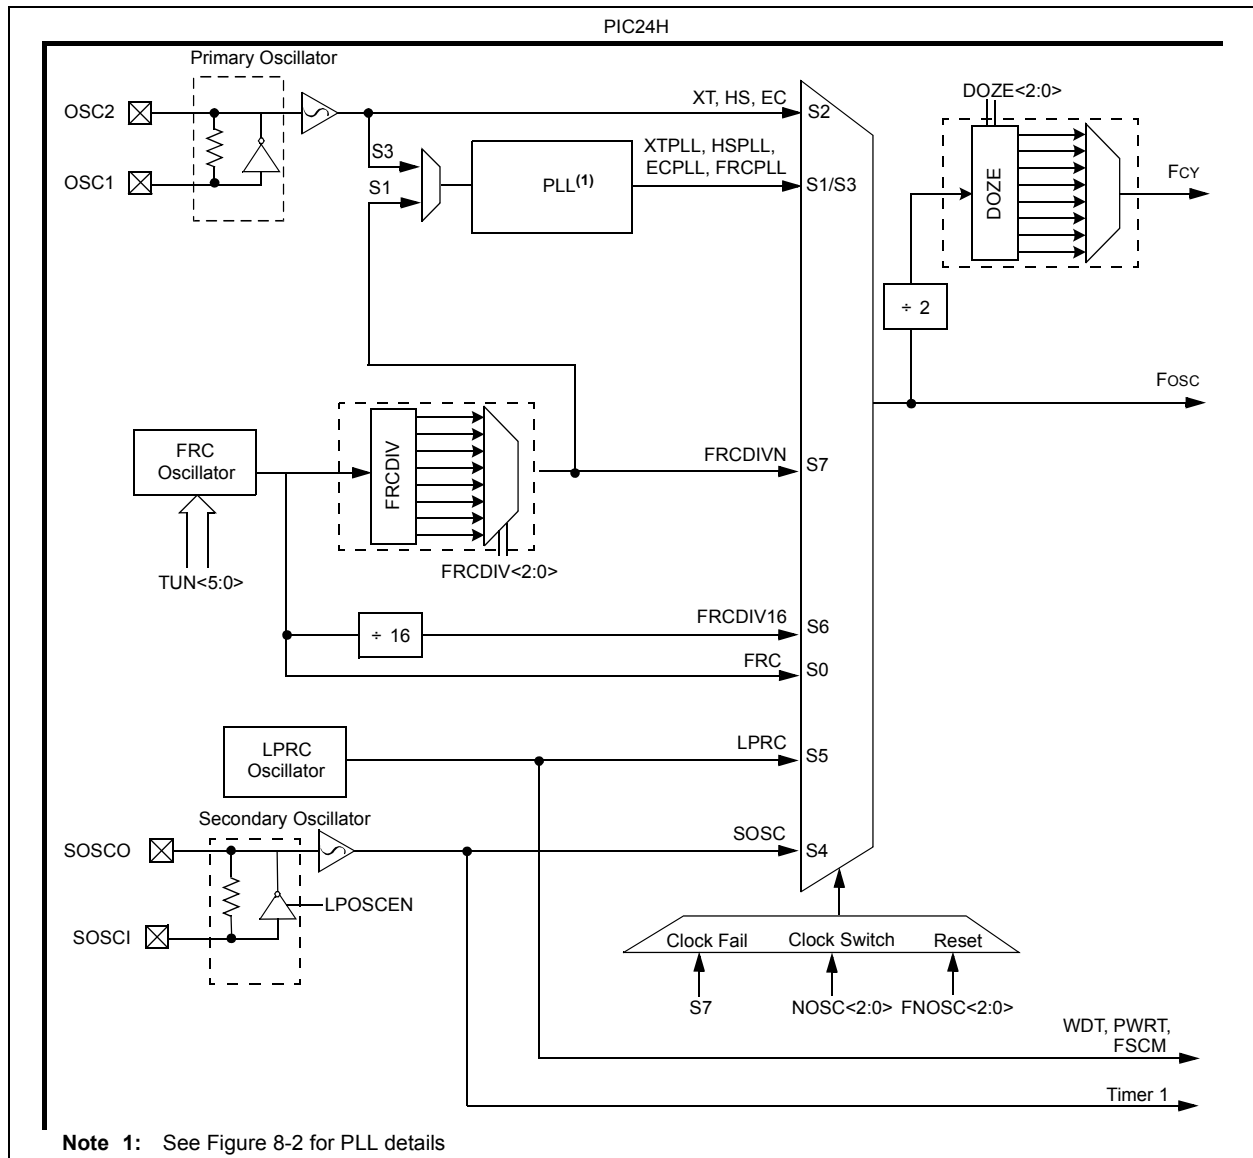 PIC24H
Primary Oscillator
OSC2
OSC1
S3
S1
PLL(1)
XT, HS, EC
XTPLL, HSPLL,
ECPLL, FRCPLL
S2
S1/S3
DOZE<2:0>
DOZE
FCY
÷ 2
FOSC
FRC
Oscillator
TUN<5:0>
FRCDIV
FRCDIV<2:0>
FRCDIVN
S7
÷ 16
FRCDIV16
S6
FRC
S0
LPRC
Oscillator
LPRC
S5
Secondary Oscillator
SOSCO
SOSCI
LPOSCEN
SOSC
S4
Clock Fail
Clock Switch
Reset
S7
NOSC<2:0>
FNOSC<2:0>
WDT, PWRT,
FSCM
Timer 1
Note 1: See Figure 8-2 for PLL details